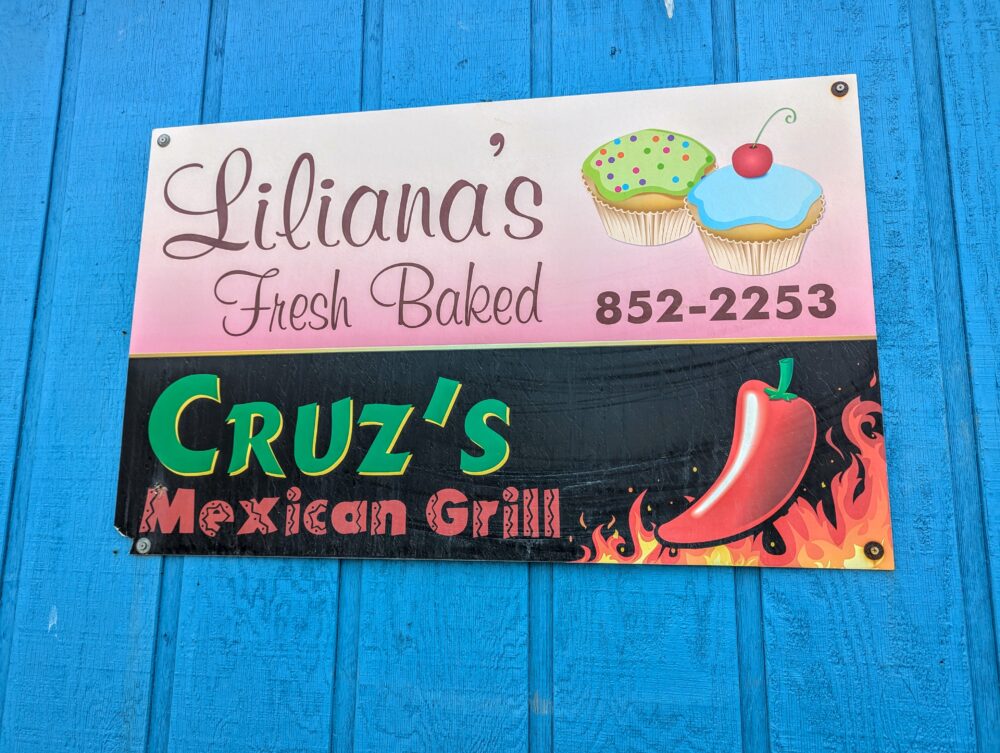 Liliana's
Fresh Baked
852-2253
Cruz's
Mexican Grill